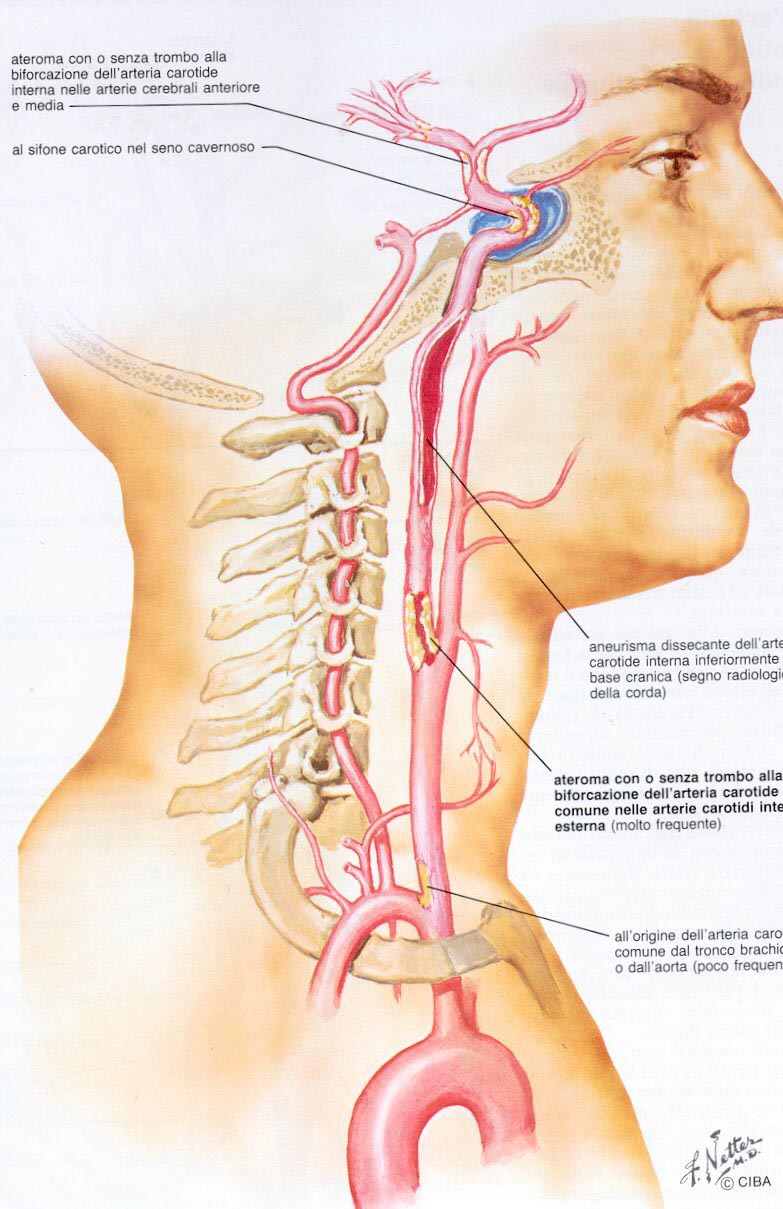 ateroma con o senza trombo alla
biforcazione dell'arteria carotide
interna nelle arterie cerebrali anteriore
e media
al sifone carotico nel seno cavernoso
aneurisma dissecante dell'arte
carotide interna inferiormente
base cranica (segno radiologi
della corda)
ateroma con o senza trombo alla
biforcazione dell'arteria carotide
comune nelle arterie carotidi inte
esterna (molto frequente)
all'origine dell'arteria caro
comune dal tronco brachio
o dall'aorta (poco frequen
F. Netter
M.D.
© CIBA